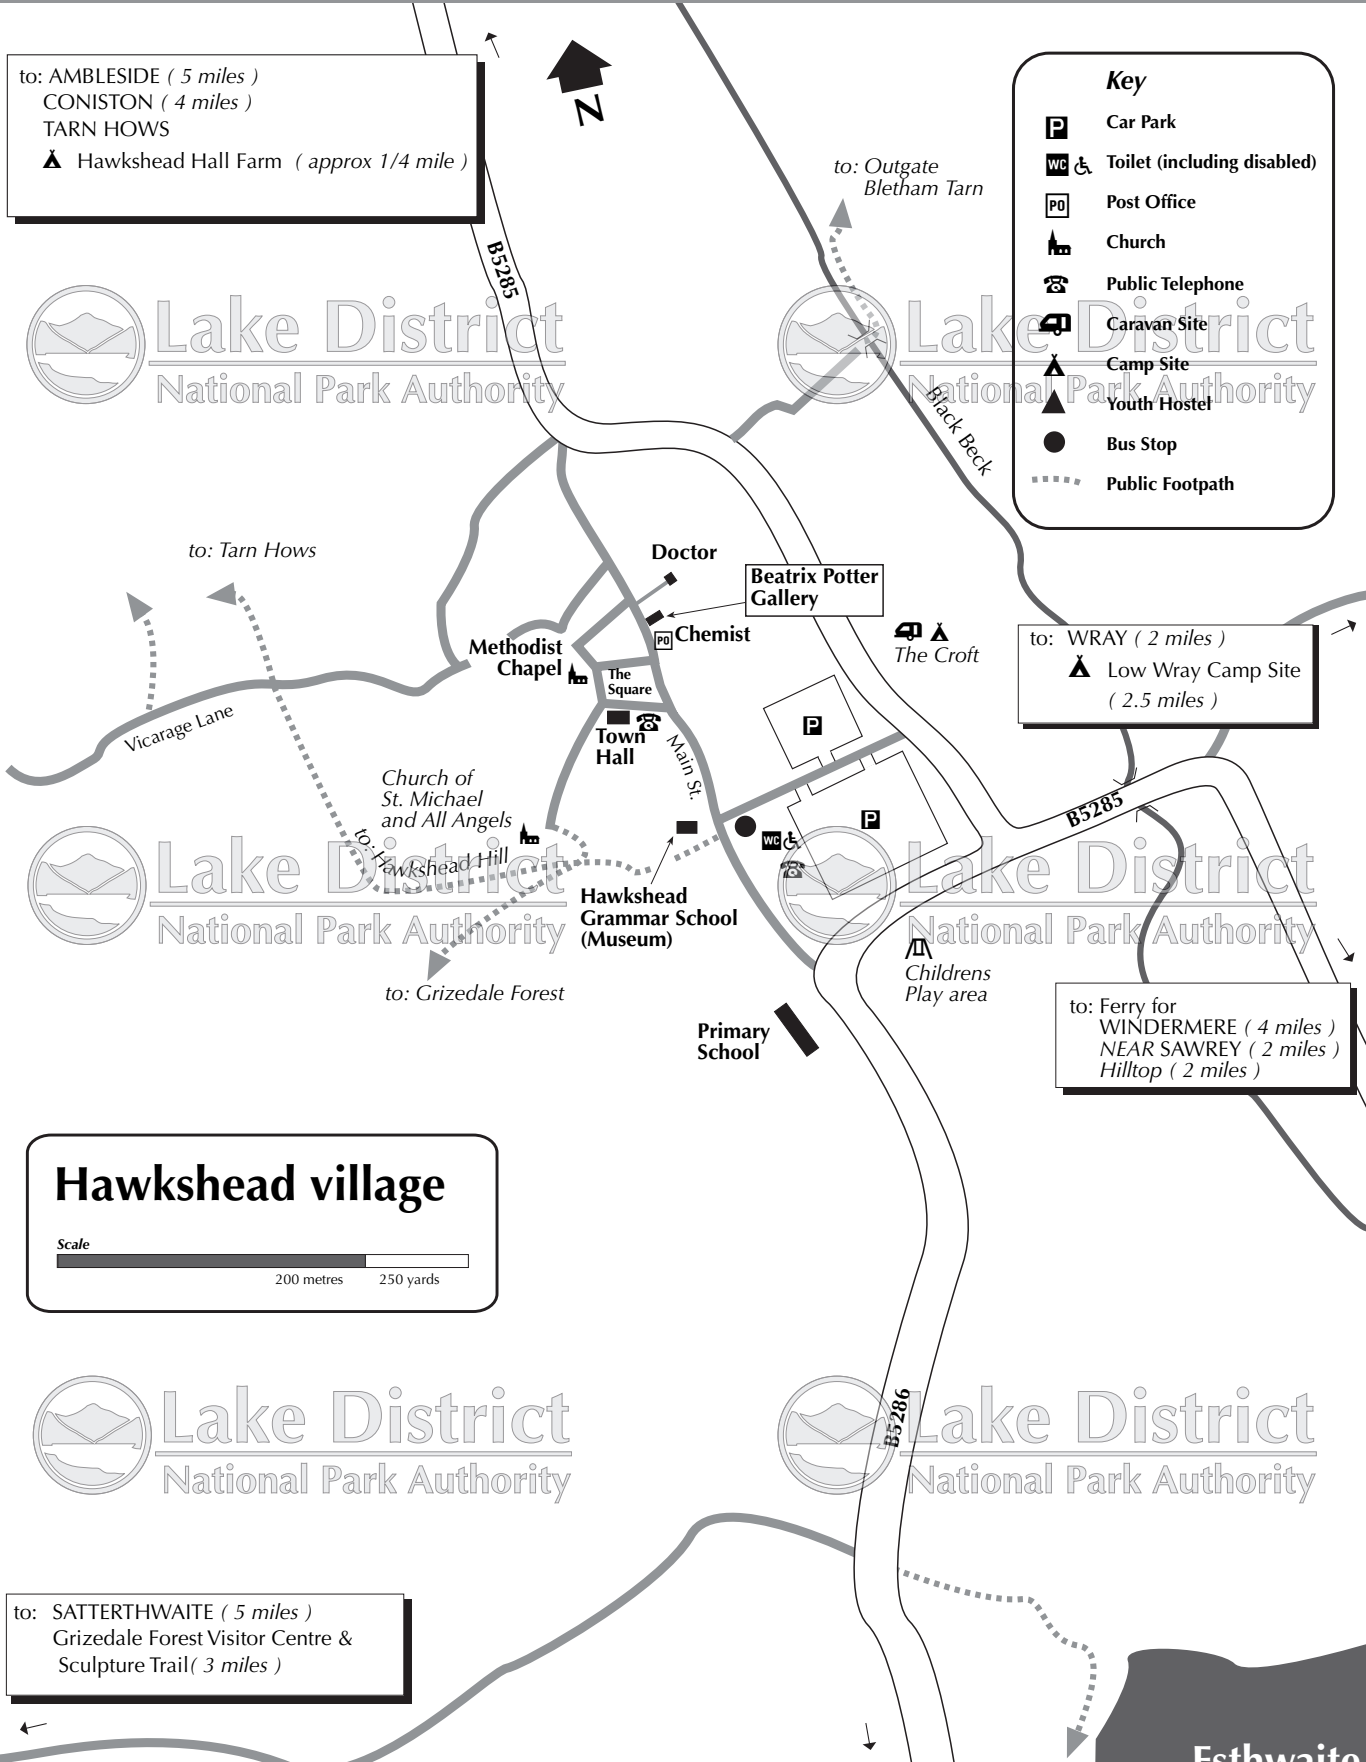 to: AMBLESIDE ( 5 miles )
CONISTON ( 4 miles )
TARN HOWS
Hawkshead Hall Farm ( approx 1/4 mile )
N
Key
P Car Park
WC Toilet (including disabled)
PO Post Office
Church
Public Telephone
Caravan Site
Camp Site
Youth Hostel
Bus Stop
Public Footpath
to: Outgate
Bletham Tarn
B5285
Lake District
National Park Authority
Lake District
National Park Authority
Black Beck
to: Tarn Hows
Doctor
Beatrix Potter
Gallery
PO Chemist
Methodist
Chapel
The
Square
The Croft
to: WRAY ( 2 miles )
Low Wray Camp Site
( 2.5 miles )
Vicarage Lane
Town
Hall
Main St.
P
P
Church of
St. Michael
and All Angels
B5285
WC
to: Hawkshead Hill
Lake District
National Park Authority
Lake District
National Park Authority
Hawkshead
Grammar School
(Museum)
to: Grizedale Forest
Childrens
Play area
Primary
School
to: Ferry for
WINDERMERE ( 4 miles )
NEAR SAWREY ( 2 miles )
Hilltop ( 2 miles )
Hawkshead village
Scale
200 metres 250 yards
B5286
Lake District
National Park Authority
Lake District
National Park Authority
to: SATTERTHWAITE ( 5 miles )
Grizedale Forest Visitor Centre &
Sculpture Trail( 3 miles )
Esthwaite